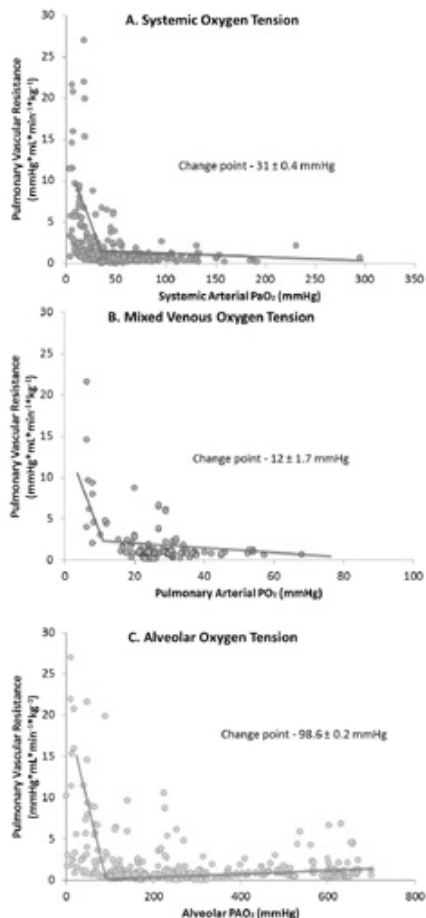 A. Systemic Oxygen Tension
Pulmonary Vascular Resistance
(mmHg*mL*min⁻¹*kg⁻¹)
30
25
20
15
10
5
0
Change point - 31 ± 0.4 mmHg
0 50 100 150 200 250 300 350
Systemic Arterial PaO₂ (mmHg)
B. Mixed Venous Oxygen Tension
Pulmonary Vascular Resistance
(mmHg*mL*min⁻¹*kg⁻¹)
30
25
20
15
10
5
0
Change point - 12 ± 1.7 mmHg
0 20 40 60 80 100
Pulmonary Arterial PO₂ (mmHg)
C. Alveolar Oxygen Tension
Pulmonary Vascular Resistance
(mmHg*mL*min⁻¹*kg⁻¹)
30
25
20
15
10
5
0
Change point - 98.6 ± 0.2 mmHg
0 200 400 600 800
Alveolar PAO₂ (mmHg)